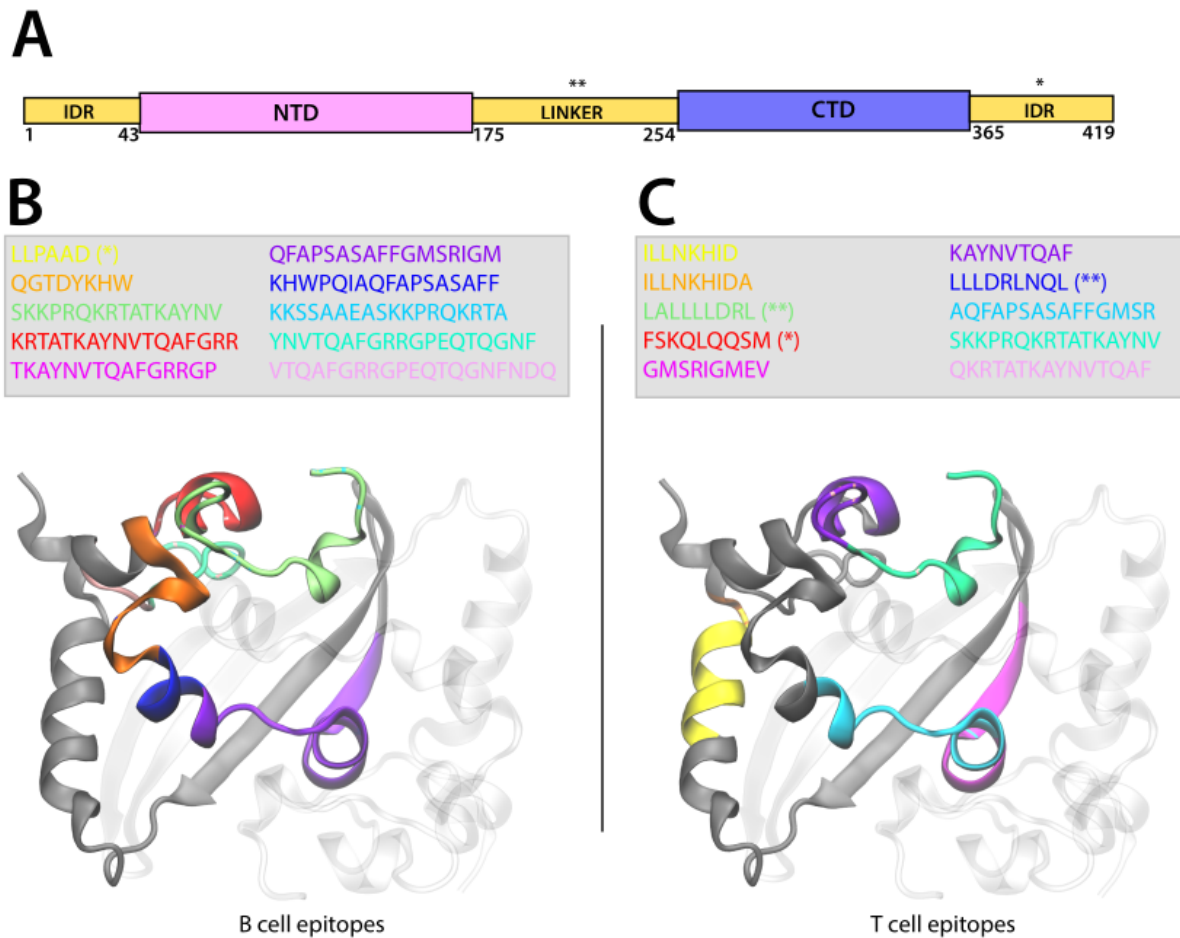 A
** *
IDR NTD LINKER CTD IDR
1 43 175 254 365 419
B
LLPAAD (*) QFAPSASAFFGMSRIGM
QGTDYKHW KHWPQIAQFAPSASAFF
SKKPRQKRTATKAYNV KKSSAAEASKKPRQKRTA
KRTATKAYNVTQAFGRR YNVTQAFGRRGPEQTQGNF
TKAYNVTQAFGRRGP VTQAFGRRGPEQTQGNFNDQ
C
ILLNKHID KAYNVTQAF
ILLNKHIDA LLLDRLNQL (**)
LALLLLDRL (**) AQFAPSASAFFGMSR
FSKQLQQSM (*) SKKPRQKRTATKAYNV
GMSRIGMEV QKRTATKAYNVTQAF
B cell epitopes
T cell epitopes